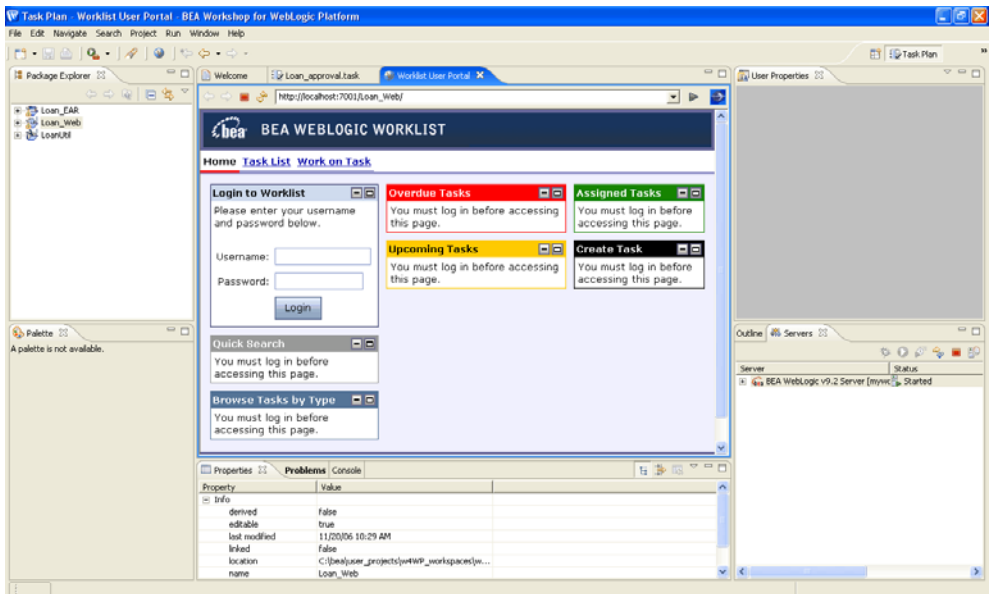 Task Plan - Worklist User Portal - BEA Workshop for WebLogic Platform
File Edit Navigate Search Project Run Window Help
Task Plan
Package Explorer
Loan_EAR
Loan_Web
LoanUtil
Welcome Loan_approval.task Worklist User Portal
http://localhost:7001/Loan_Web/
bea BEA WEBLOGIC WORKLIST
Home Task List Work on Task
Login to Worklist
Please enter your username
and password below.
Username:
Password:
Login
Quick Search
You must log in before
accessing this page.
Browse Tasks by Type
You must log in before
accessing this page.
Overdue Tasks
You must log in before accessing
this page.
Upcoming Tasks
You must log in before accessing
this page.
Assigned Tasks
You must log in before
accessing this page.
Create Task
You must log in before
accessing this page.
User Properties
Palette
A palette is not available.
Outline Servers
Server Status
BEA WebLogic v9.2 Server Started
Properties Problems Console
Property Value
Info
derived false
editable true
last modified 11/20/06 10:29 AM
linked false
location C:\bea\user_projects\w4WP_workspaces\w...
name Loan_Web